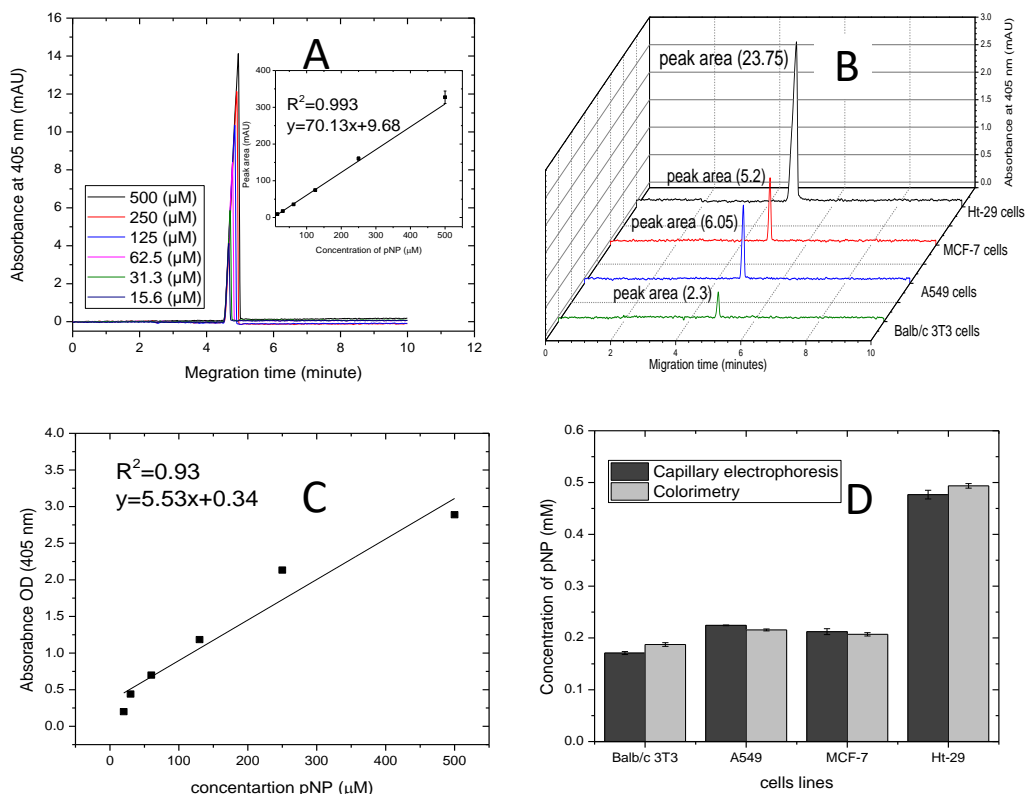 A
Absorbance at 405 nm (mAU)
16
14
12
10
8
6
4
2
0
0 2 4 6 8 10 12
Megration time (minute)
500 (µM)
250 (µM)
125 (µM)
62.5 (µM)
31.3 (µM)
15.6 (µM)
R²=0.993
y=70.13x+9.68
Peak area (mAU)
400
300
200
100
0
0 100 200 300 400 500
Concentration of pNP (µM)
B
peak area (23.75)
Peak area (5.2)
peak area (6.05)
peak area (2.3)
Absorbance at 405 nm (mAU)
3.0
2.5
2.0
1.5
1.0
0.5
0.0
Ht-29 cells
MCF-7 cells
A549 cells
Balb/c 3T3 cells
0 2 4 6 8 10
Migration time (minutes)
C
R²=0.93
y=5.53x+0.34
Absorabnce OD (405 nm)
4.0
3.5
3.0
2.5
2.0
1.5
1.0
0.5
0.0
0 100 200 300 400 500
concentartion pNP (µM)
D
Capillary electrophoresis
Colorimetry
Concentration of pNP (mM)
0.6
0.5
0.4
0.3
0.2
0.1
0.0
Balb/c 3T3 A549 MCF-7 Ht-29
cells lines